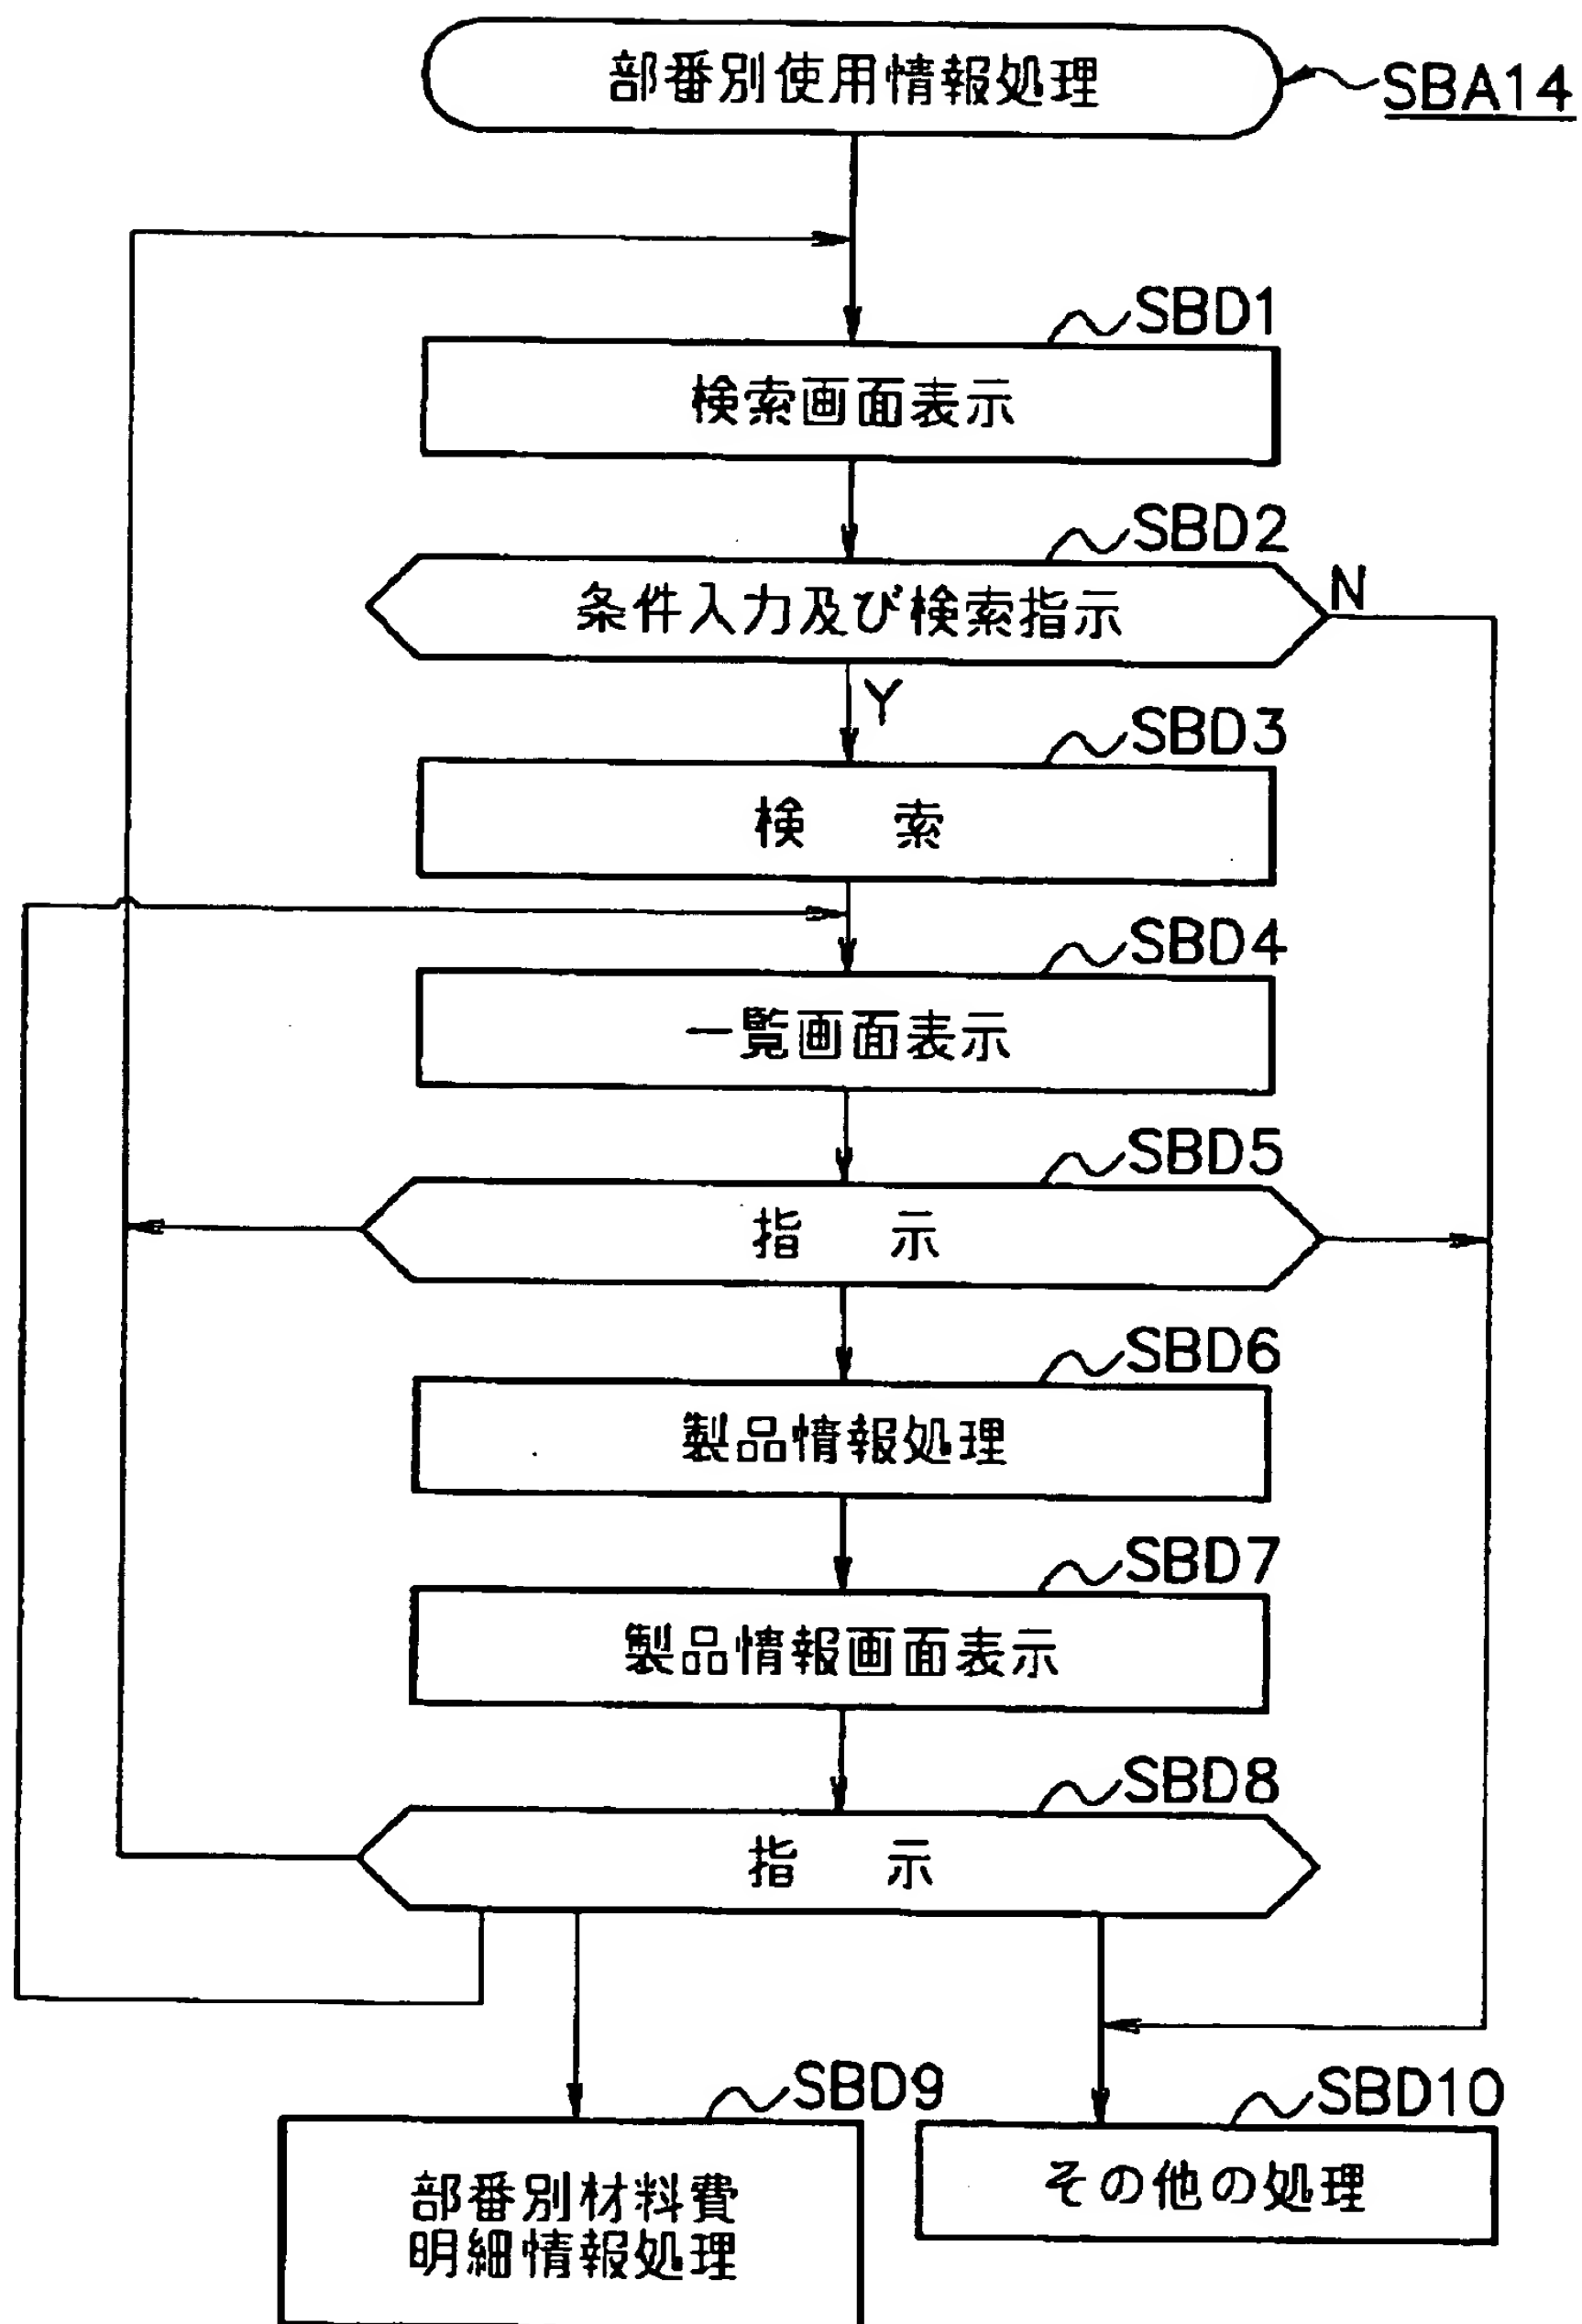 部番別使用情報処理
SBA14
SBD1
検索画面表示
SBD2
条件入力及び検索指示
N
Y
SBD3
検 索
SBD4
一覧画面表示
SBD5
指 示
SBD6
製品情報処理
SBD7
製品情報画面表示
SBD8
指 示
SBD9
部番別材料費
明細情報処理
SBD10
その他の処理